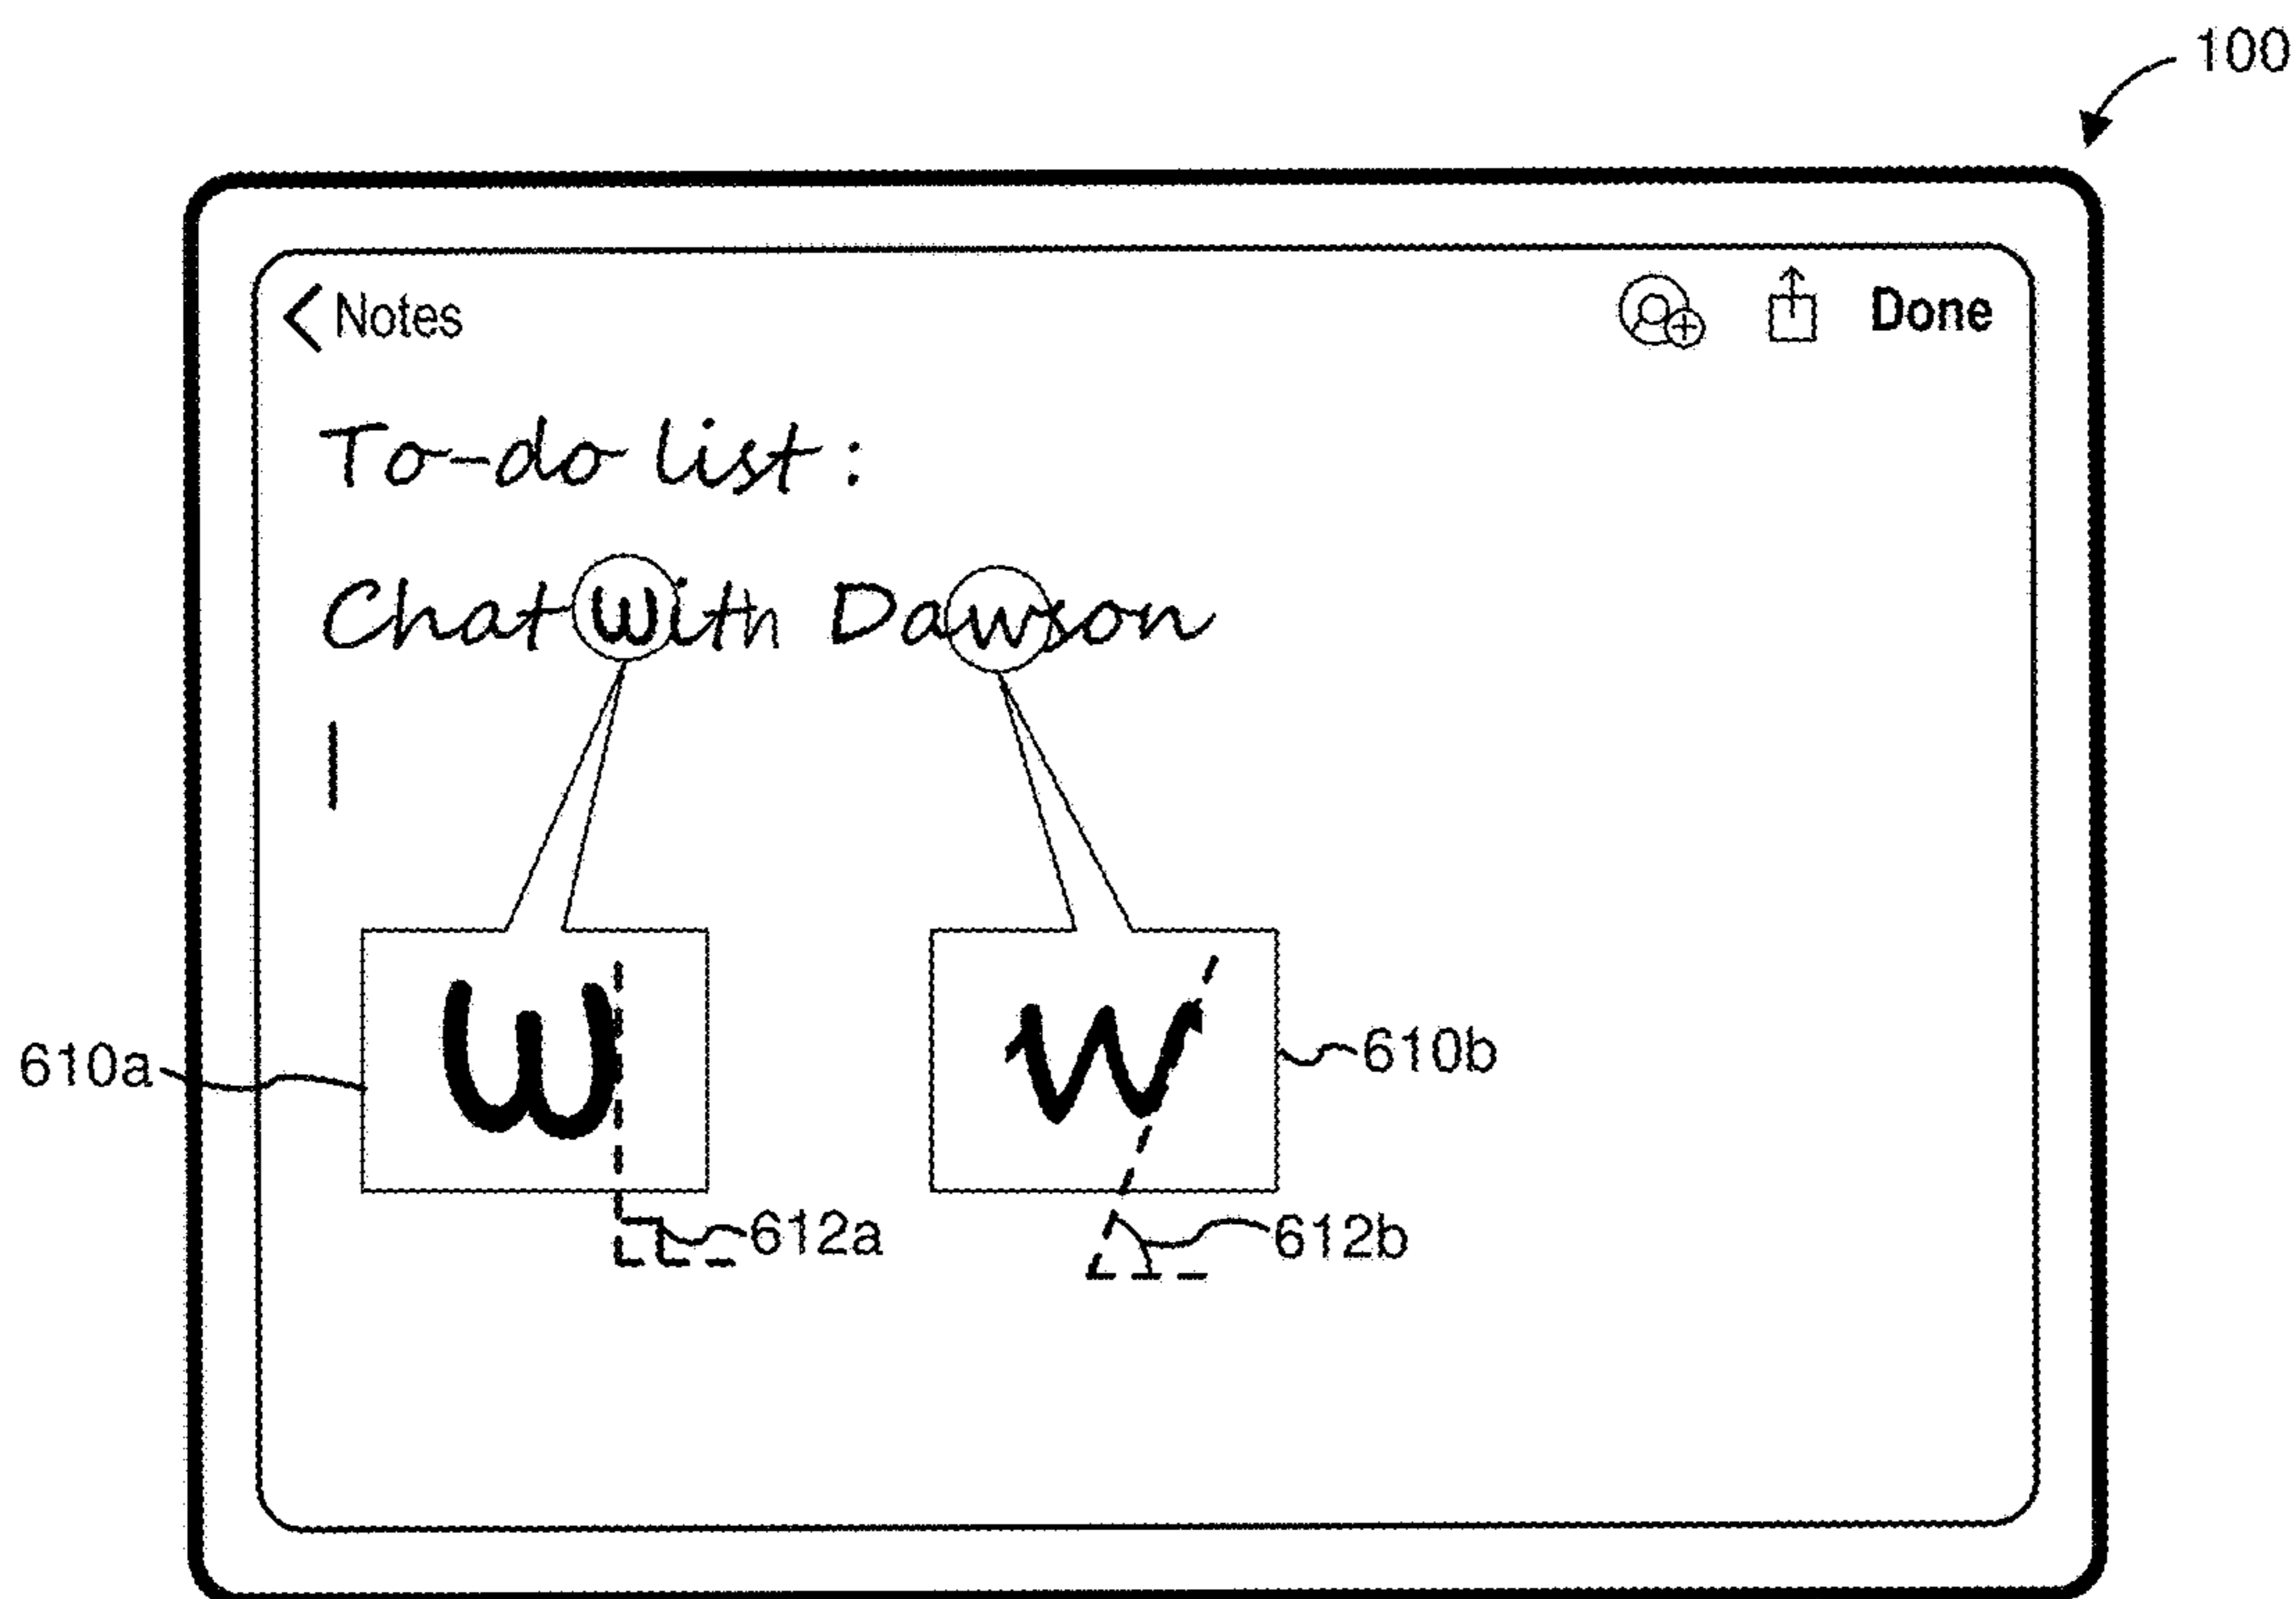 100
< Notes Done
To-do list:
Chat with Dawson
w w
610a 610b
612a 612b